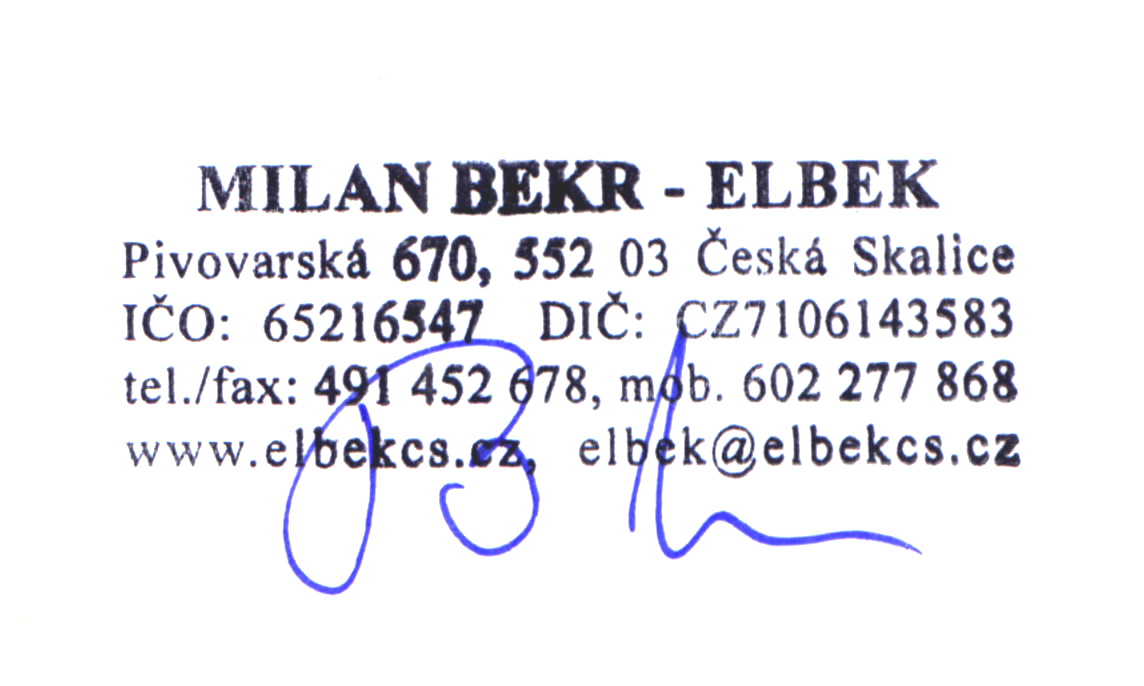 MILAN BEKR - ELBEK
Pivovarská 670, 552 03 Česká Skalice
IČO: 65216547 DIČ: CZ7106143583
tel./fax: 491 452 678, mob. 602 277 868
www.elbekcs.cz, elbek@elbekcs.cz